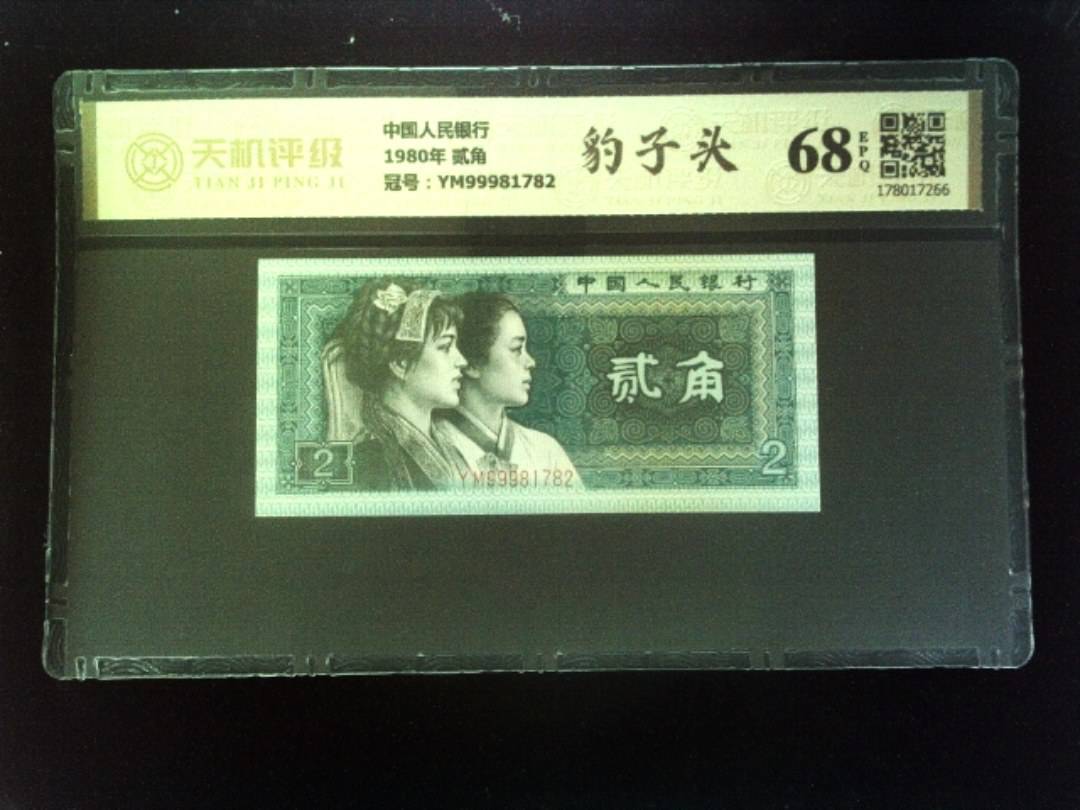 天机评级
TIAN JI PING JI
中国人民银行
1980年 贰角
冠号：YM99981782
豹子头
68
EPQ
178017266
中国人民银行
贰角
2
2
YM99981782